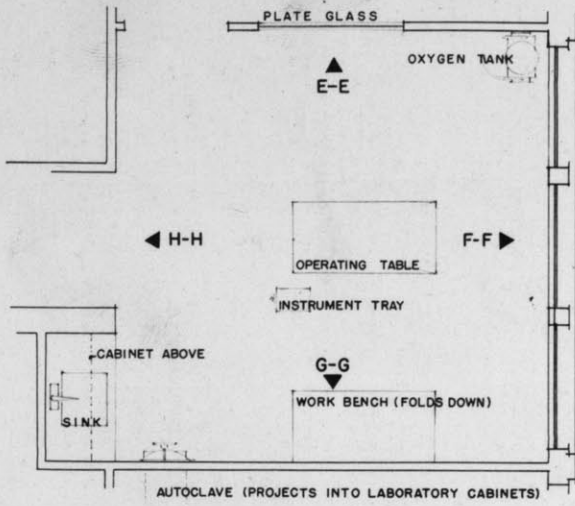 PLATE GLASS
OXYGEN TANK
E-E
H-H
F-F
OPERATING TABLE
INSTRUMENT TRAY
G-G
CABINET ABOVE
WORK BENCH (FOLDS DOWN)
SINK
AUTOCLAVE (PROJECTS INTO LABORATORY CABINETS)